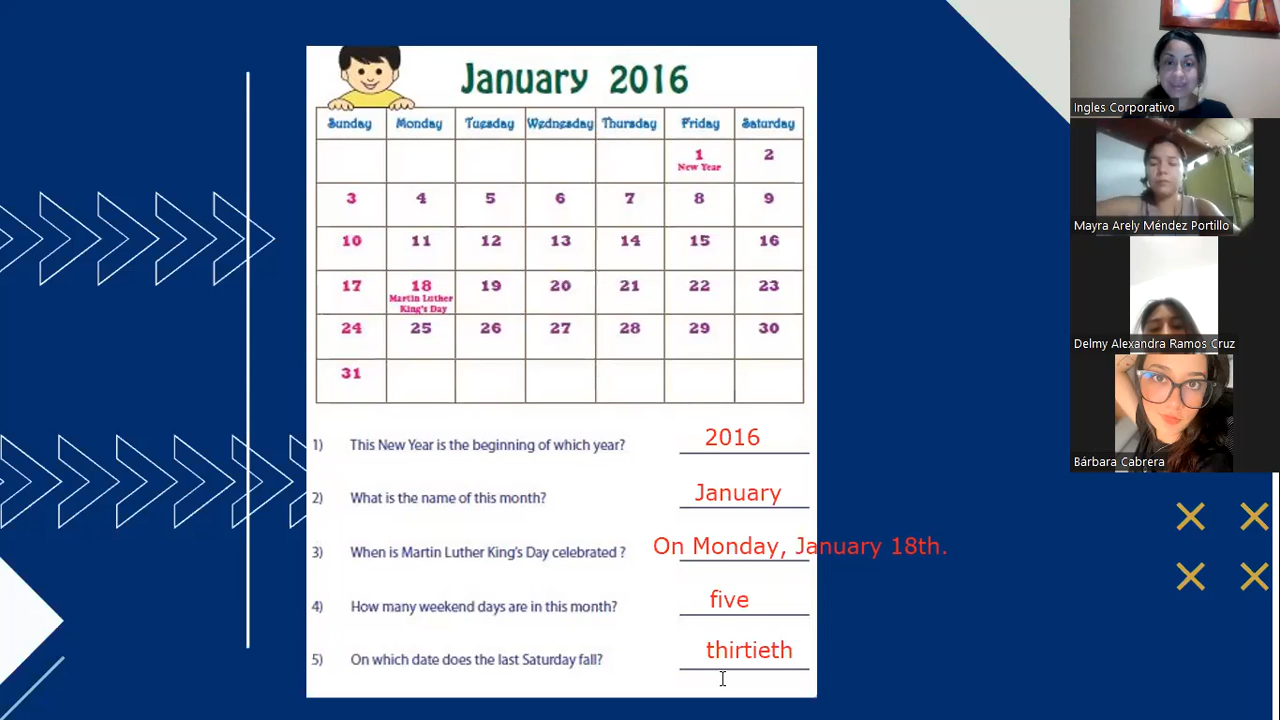 January 2016
Sunday Monday Tuesday Wednesday Thursday Friday Saturday
1 2
New Year
3 4 5 6 7 8 9
10 11 12 13 14 15 16
17 18 19 20 21 22 23
Martin Luther
King's Day
24 25 26 27 28 29 30
31
1) This New Year is the beginning of which year? 2016
2) What is the name of this month? January
3) When is Martin Luther King's Day celebrated ? On Monday, January 18th.
4) How many weekend days are in this month? five
5) On which date does the last Saturday fall? thirtieth
Ingles Corporativo
Mayra Arely Méndez Portillo
Delmy Alexandra Ramos Cruz
Bárbara Cabrera